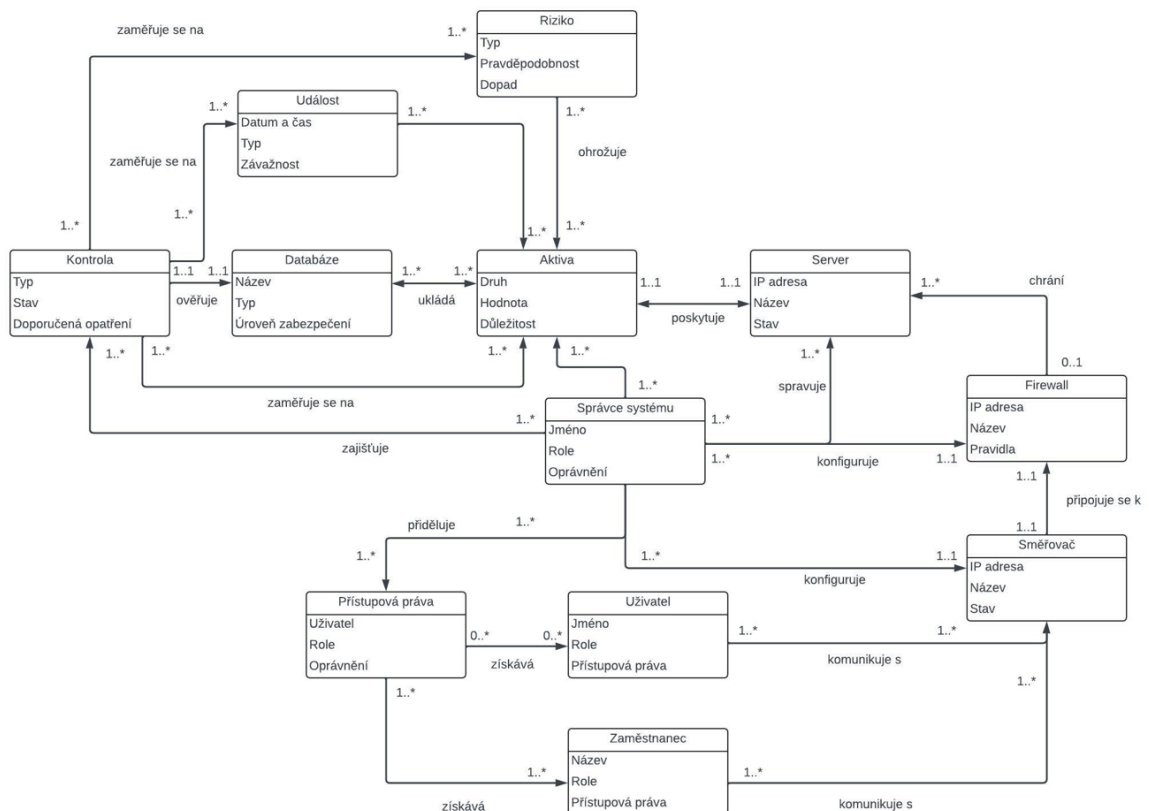 Riziko
Typ
Pravděpodobnost
Dopad
zaměřuje se na
1..*
1..*
Událost
Datum a čas
Typ
Závažnost
1..*
1..*
1..*
1..*
zaměřuje se na
1..*
ohrožuje
1..*
1..*
Kontrola
Typ
Stav
Doporučená opatření
1..1
1..1
ověřuje
Databáze
Název
Typ
Úroveň zabezpečení
1..*
1..*
ukládá
Aktiva
Druh
Hodnota
Důležitost
1..1
1..1
poskytuje
Server
IP adresa
Název
Stav
1..*
chrání
0..1
1..*
1..*
1..*
zaměřuje se na
1..*
1..*
1..*
spravuje
Firewall
IP adresa
Název
Pravidla
Správce systému
Jméno
Role
Oprávnění
1..*
zajišťuje
1..*
1..*
konfiguruje
1..1
1..1
připojuje se k
1..1
přiděluje
1..*
1..*
1..*
1..1
konfiguruje
Směřovač
IP adresa
Název
Stav
Přístupová práva
Uživatel
Role
Oprávnění
0..*
0..*
získává
Uživatel
Jméno
Role
Přístupová práva
1..*
1..*
komunikuje s
1..*
1..*
1..*
získává
Zaměstnanec
Název
Role
Přístupová práva
1..*
komunikuje s